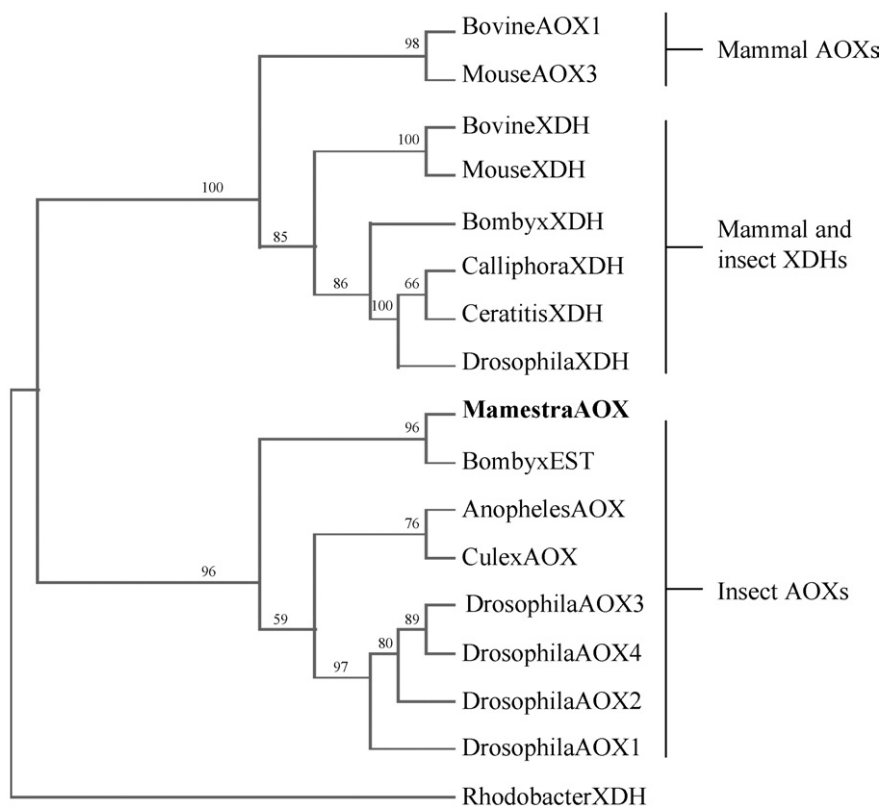 BovineAOX1
98
Mammal AOXs
MouseAOX3
BovineXDH
100
MouseXDH
100
BombyxXDH
Mammal and
insect XDHs
85
CalliphoraXDH
86
100
66
CeratitisXDH
DrosophilaXDH
MamestraAOX
96
BombyxEST
AnophelesAOX
76
CulexAOX
96
Insect AOXs
DrosophilaAOX3
59
89
80
DrosophilaAOX4
97
DrosophilaAOX2
DrosophilaAOX1
RhodobacterXDH